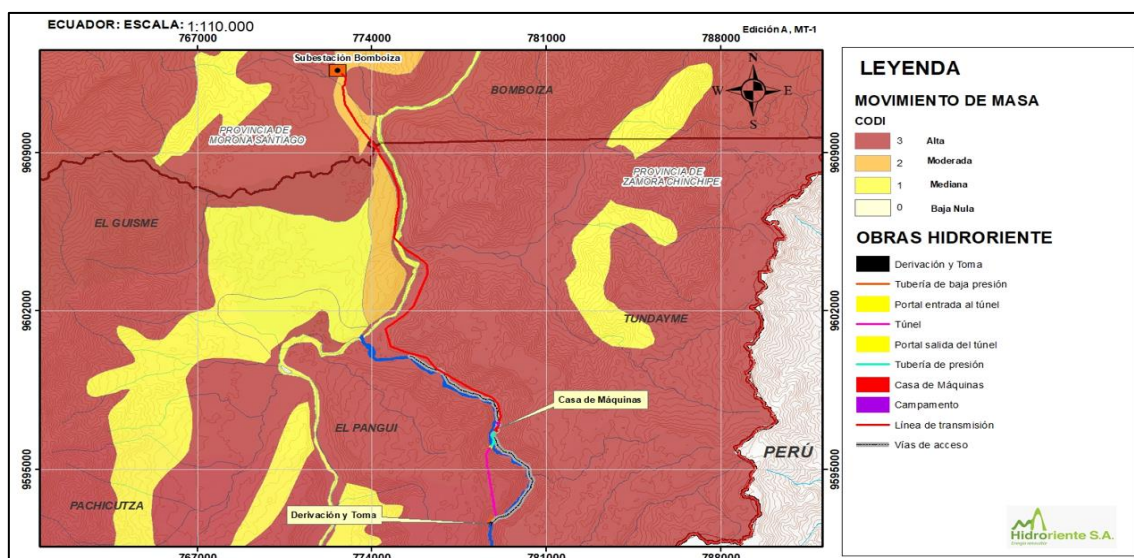 ECUADOR: ESCALA: 1:110.000
Edición A, MT-1
767000 774000 781000 788000
Subestación Bomboiza
BOMBOIZA
N
W E
S
PROVINCIA DE
MORONA SANTIAGO
9609000 9609000
PROVINCIA DE
ZAMORA CHINCHIPE
EL GUISME
9602000 9602000
TUNDAYME
Casa de Máquinas
EL PANGUI
PERÚ
9595000 9595000
PACHICUTZA
Derivación y Toma
767000 774000 781000 788000
LEYENDA
MOVIMIENTO DE MASA
CODI
3 Alta
2 Moderada
1 Mediana
0 Baja Nula
OBRAS HIDRORIENTE
Derivación y Toma
Tubería de baja presión
Portal entrada al túnel
Túnel
Portal salida del túnel
Tubería de presión
Casa de Máquinas
Campamento
Línea de transmisión
Vías de acceso
Hidroriente S.A.